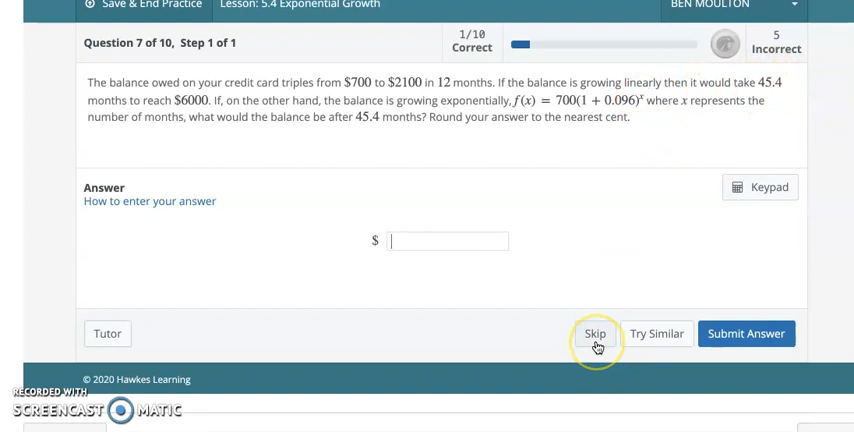 Save & End Practice Lesson: 5.4 Exponential Growth BEN MOULTON
Question 7 of 10, Step 1 of 1
1/10
Correct
5
Incorrect
The balance owed on your credit card triples from $700 to $2100 in 12 months. If the balance is growing linearly then it would take 45.4
months to reach $6000. If, on the other hand, the balance is growing exponentially, f(x) = 700(1 + 0.096)ˣ where x represents the
number of months, what would the balance be after 45.4 months? Round your answer to the nearest cent.
Answer
Keypad
How to enter your answer
$
Tutor Skip Try Similar Submit Answer
© 2020 Hawkes Learning
RECORDED WITH
SCREENCAST MATIC